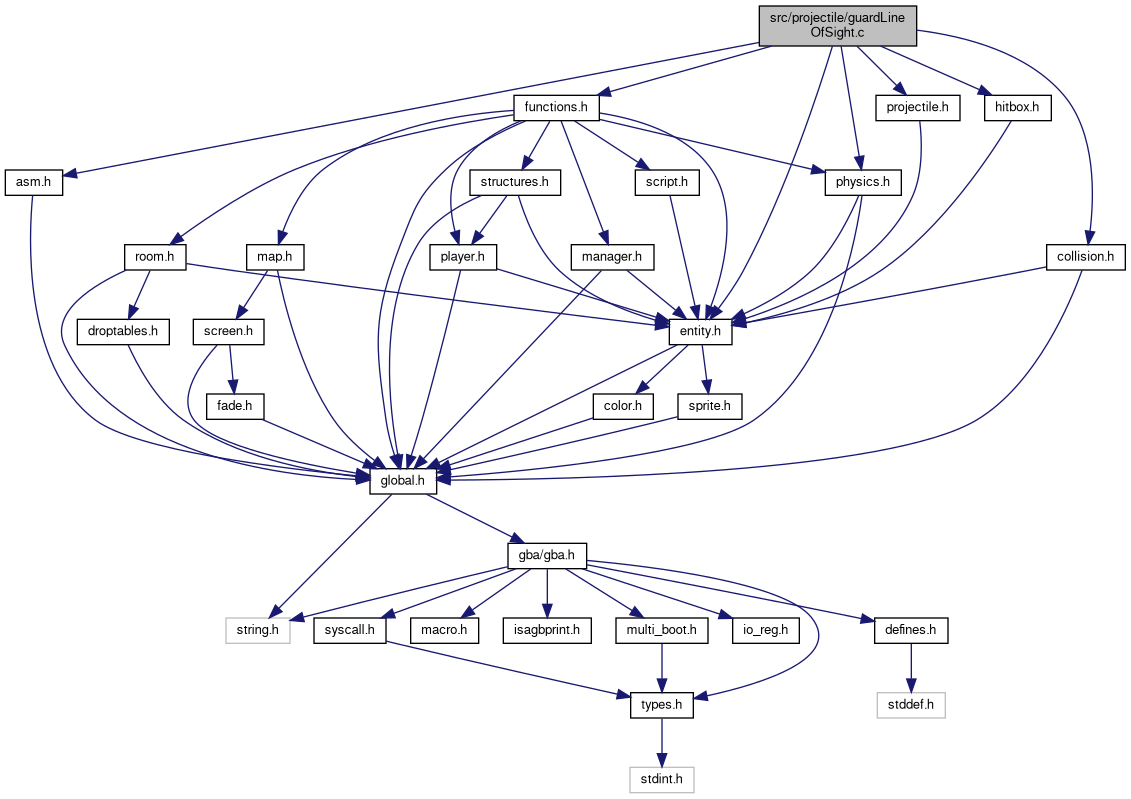 src/projectile/guardLine
OfSight.c
functions.h
projectile.h
hitbox.h
asm.h
structures.h
script.h
physics.h
room.h
map.h
player.h
manager.h
collision.h
droptables.h
screen.h
entity.h
fade.h
color.h
sprite.h
global.h
gba/gba.h
string.h
syscall.h
macro.h
isagbprint.h
multi_boot.h
io_reg.h
defines.h
types.h
stddef.h
stdint.h